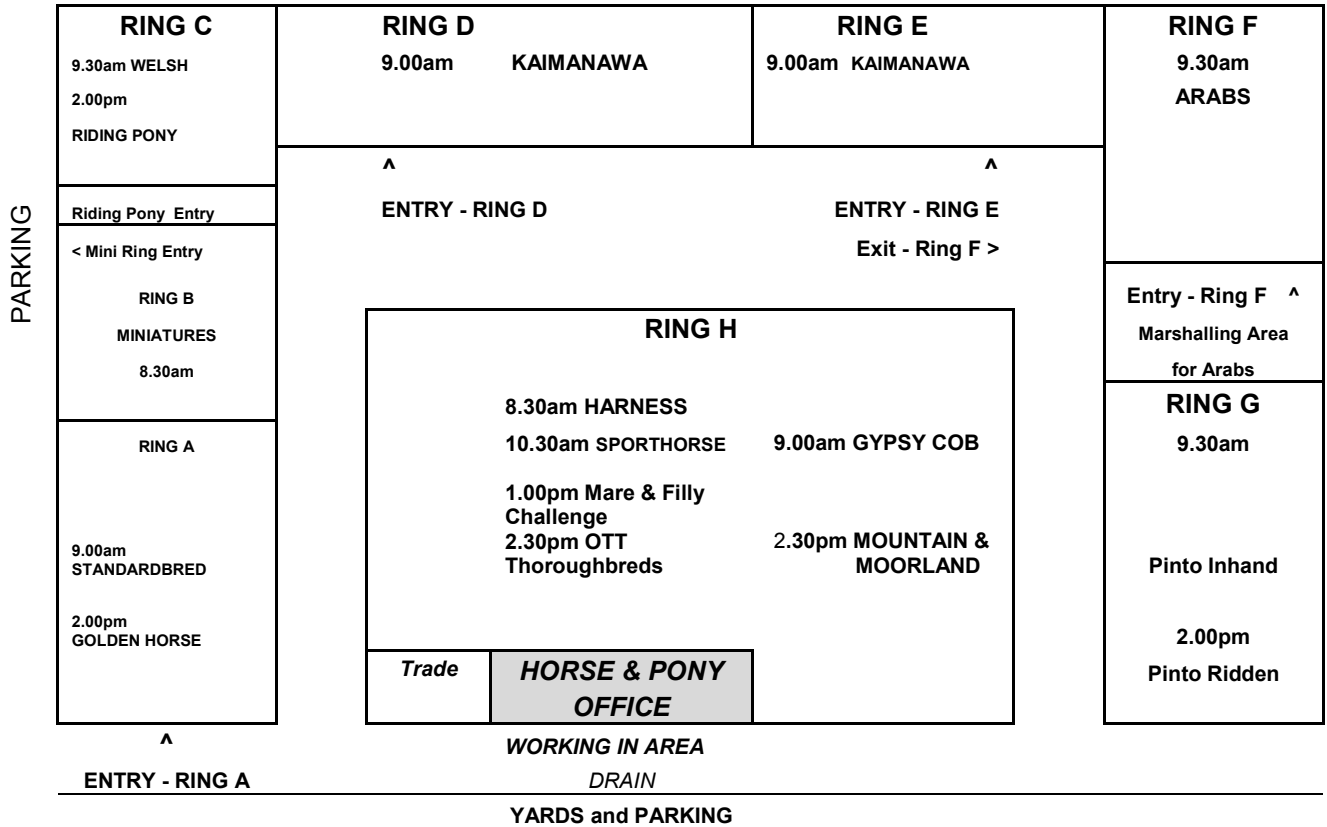 PARKING
RING C
9.30am WELSH
2.00pm
RIDING PONY
Riding Pony Entry
< Mini Ring Entry
RING B
MINIATURES
8.30am
RING A
9.00am
STANDARDBRED
2.00pm
GOLDEN HORSE
^
ENTRY - RING A
RING D
9.00am KAIMANAWA
^
ENTRY - RING D
RING E
9.00am KAIMANAWA
^
ENTRY - RING E
Exit - Ring F >
RING F
9.30am
ARABS
Entry - Ring F ^
Marshalling Area
for Arabs
RING G
9.30am
Pinto Inhand
2.00pm
Pinto Ridden
RING H
8.30am HARNESS
10.30am SPORTHORSE
1.00pm Mare & Filly
Challenge
2.30pm OTT
Thoroughbreds
9.00am GYPSY COB
2.30pm MOUNTAIN &
MOORLAND
Trade
HORSE & PONY
OFFICE
WORKING IN AREA
DRAIN
YARDS and PARKING